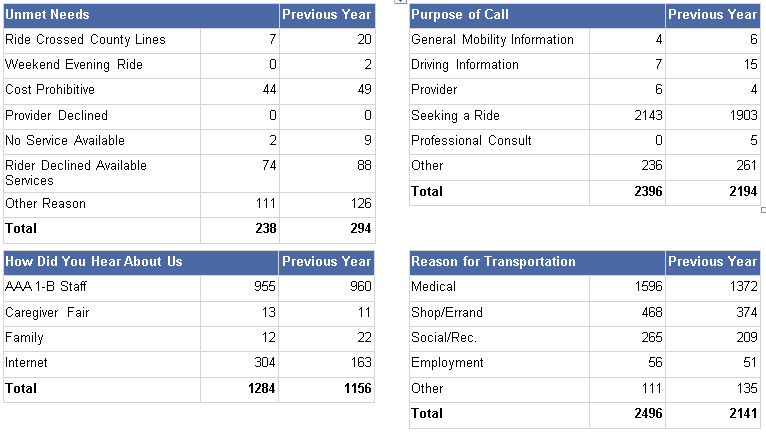 Unmet Needs Previous Year
Ride Crossed County Lines 7 20
Weekend Evening Ride 0 2
Cost Prohibitive 44 49
Provider Declined 0 0
No Service Available 2 9
Rider Declined Available 74 88
Services
Other Reason 111 126
Total 238 294
Purpose of Call Previous Year
General Mobility Information 4 6
Driving Information 7 15
Provider 6 4
Seeking a Ride 2143 1903
Professional Consult 0 5
Other 236 261
Total 2396 2194
How Did You Hear About Us Previous Year
AAA 1-B Staff 955 960
Caregiver Fair 13 11
Family 12 22
Internet 304 163
Total 1284 1156
Reason for Transportation Previous Year
Medical 1596 1372
Shop/Errand 468 374
Social/Rec. 265 209
Employment 56 51
Other 111 135
Total 2496 2141